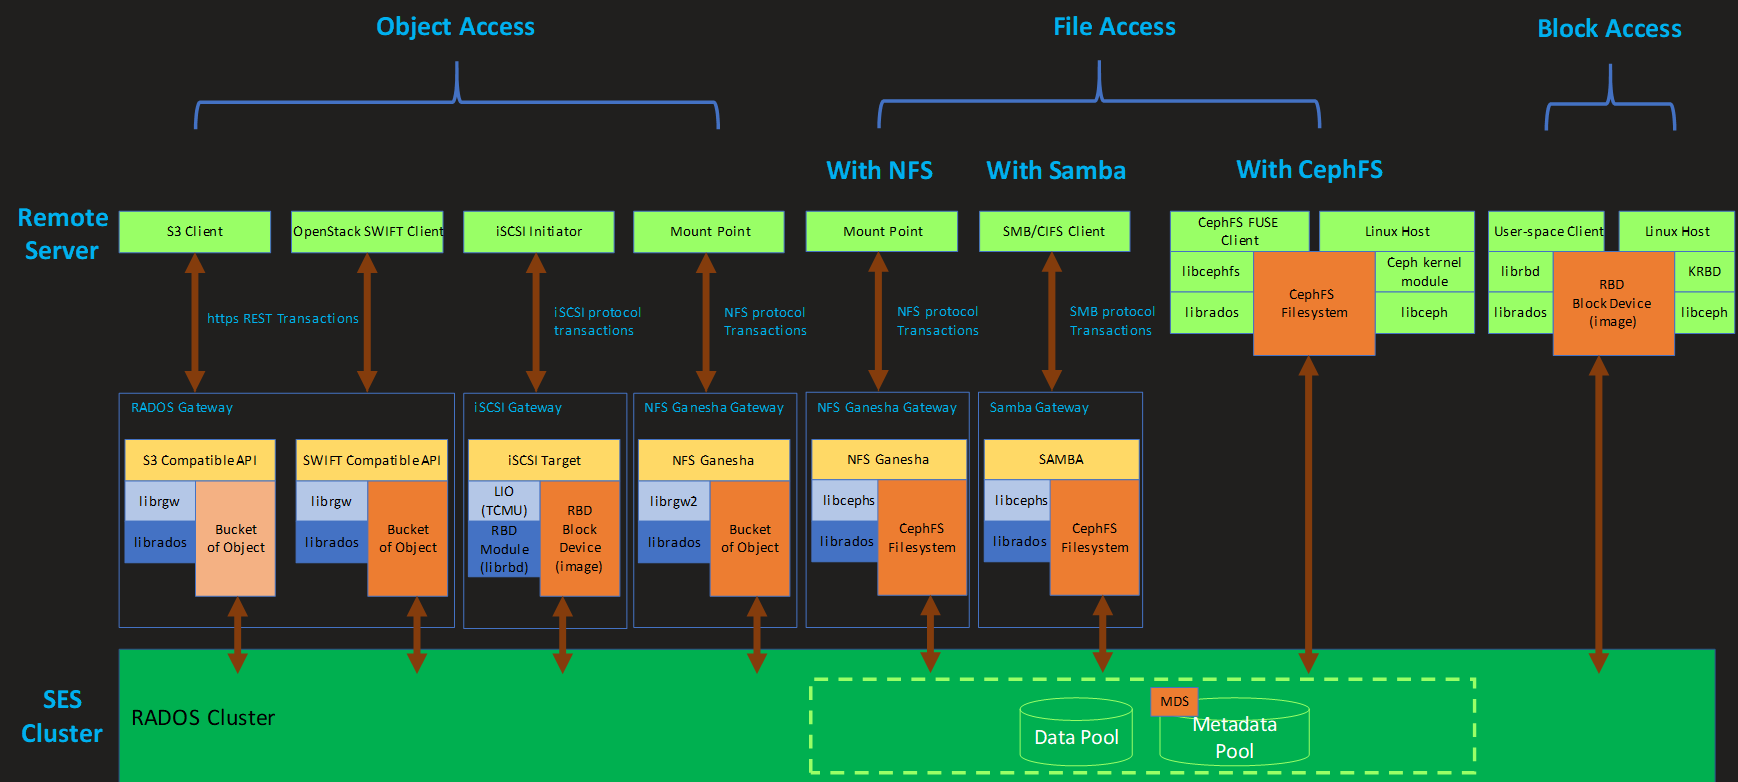 Object Access
File Access
Block Access
With NFS
With Samba
With CephFS
Remote
Server
S3 Client
OpenStack SWIFT Client
iSCSI Initiator
Mount Point
Mount Point
SMB/CIFS Client
CephFS FUSE
Client
Linux Host
User-space Client
Linux Host
libcephfs
librados
CephFS
Filesystem
Ceph kernel
module
libceph
librbd
librados
RBD
Block Device
(image)
KRBD
libceph
https REST Transactions
iSCSI protocol
transactions
NFS protocol
Transactions
NFS protocol
Transactions
SMB protocol
Transactions
RADOS Gateway
iSCSI Gateway
NFS Ganesha Gateway
NFS Ganesha Gateway
Samba Gateway
S3 Compatible API
librgw
librados
Bucket
of Object
SWIFT Compatible API
librgw
librados
Bucket
of Object
iSCSI Target
LIO
(TCMU)
RBD
Module
(librbd)
RBD
Block
Device
(image)
NFS Ganesha
librgw2
librados
Bucket
of Object
NFS Ganesha
libcephs
librados
CephFS
Filesystem
SAMBA
libcephs
librados
CephFS
Filesystem
SES
Cluster
RADOS Cluster
Data Pool
MDS
Metadata
Pool